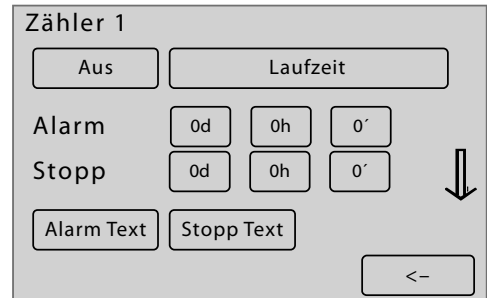 Zähler 1
Aus Laufzeit
Alarm 0d 0h 0´
Stopp 0d 0h 0´
Alarm Text Stopp Text
<–